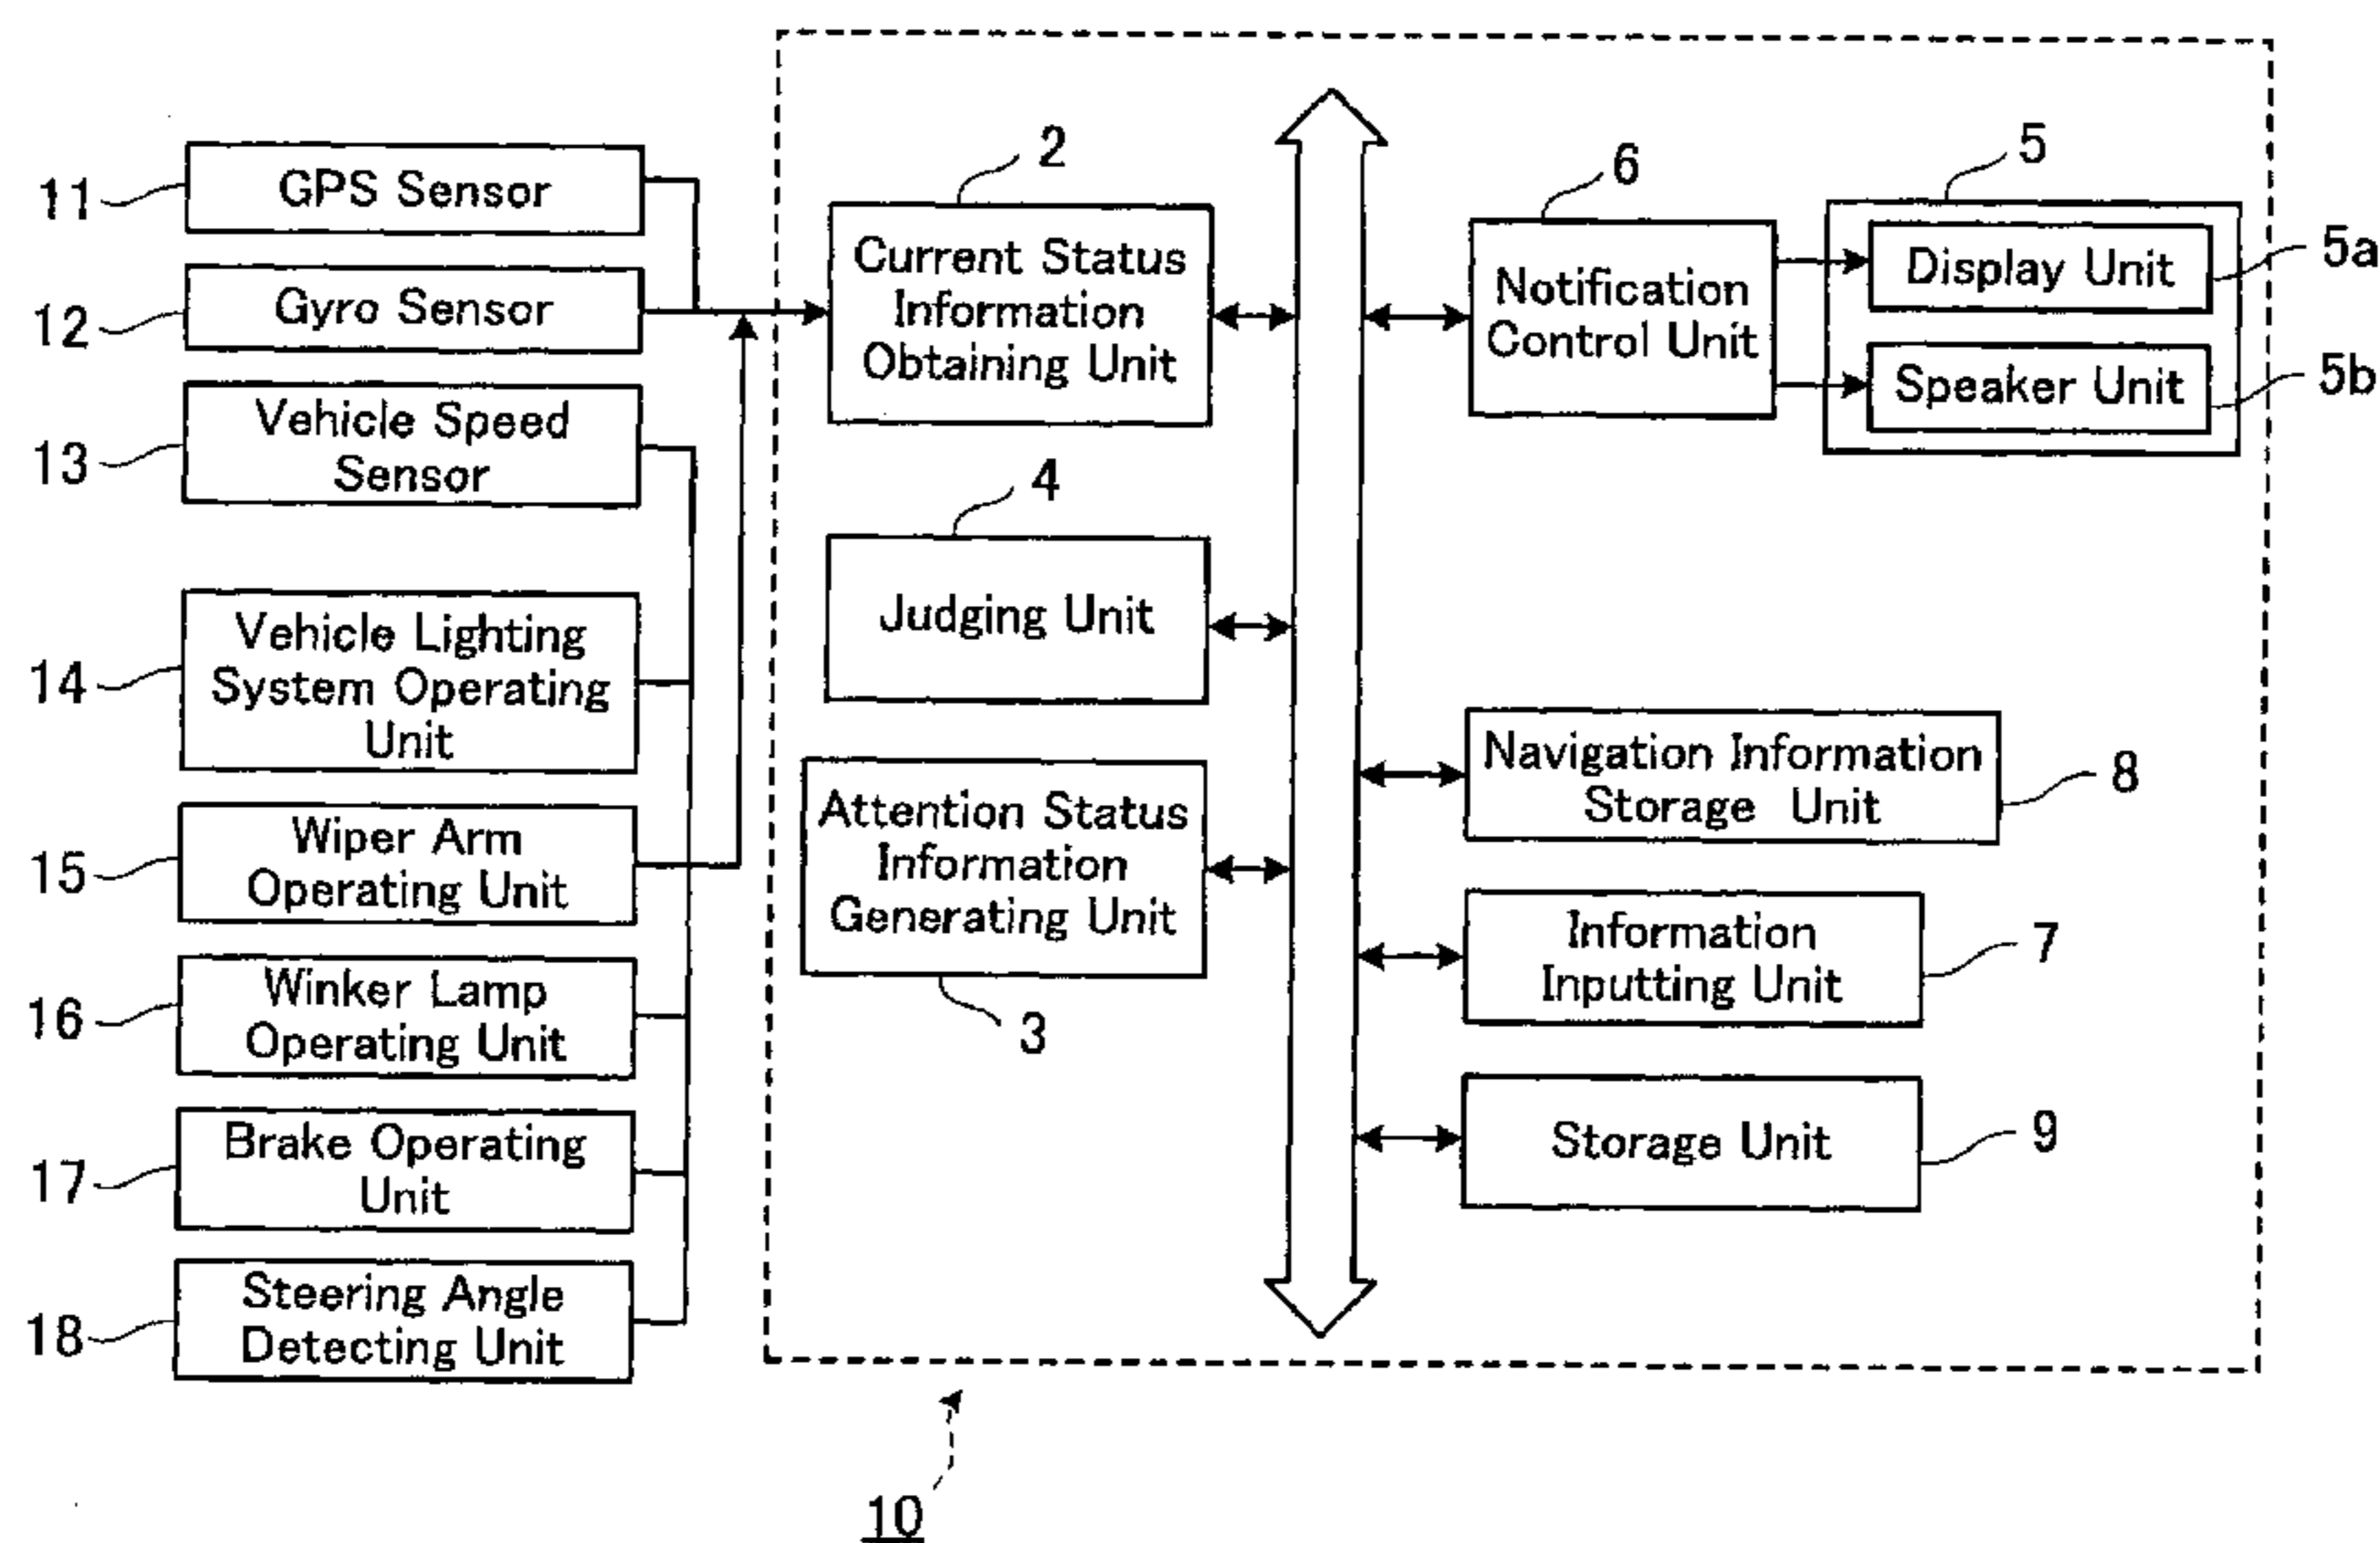 11
GPS Sensor
12
Gyro Sensor
13
Vehicle Speed
Sensor
14
Vehicle Lighting
System Operating
Unit
15
Wiper Arm
Operating Unit
16
Winker Lamp
Operating Unit
17
Brake Operating
Unit
18
Steering Angle
Detecting Unit
2
Current Status
Information
Obtaining Unit
4
Judging Unit
Attention Status
Information
Generating Unit
3
6
Notification
Control Unit
5
Display Unit
5a
Speaker Unit
5b
Navigation Information
Storage Unit
8
Information
Inputting Unit
7
Storage Unit
9
10